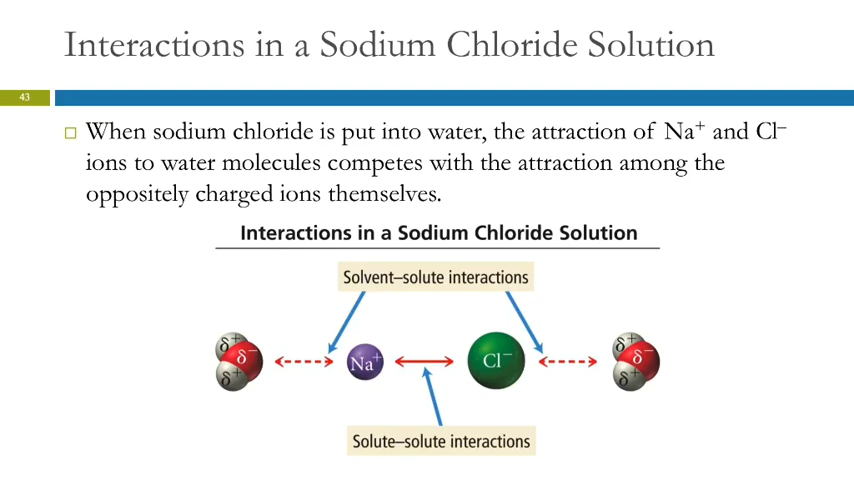 Interactions in a Sodium Chloride Solution
43
When sodium chloride is put into water, the attraction of Na⁺ and Cl⁻
ions to water molecules competes with the attraction among the
oppositely charged ions themselves.
Interactions in a Sodium Chloride Solution
Solvent–solute interactions
δ⁺ δ⁻ δ⁺ Na⁺ Cl⁻ δ⁺ δ⁻ δ⁺
Solute–solute interactions